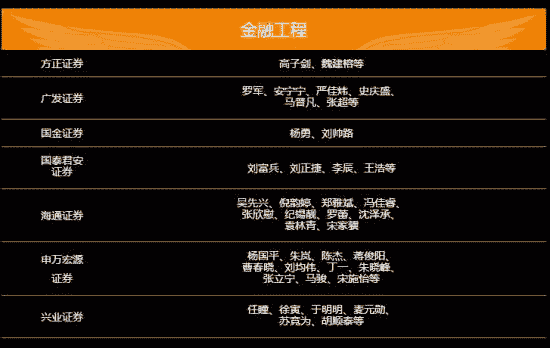 金融工程
方正证券
高子剑、魏建榕等
广发证券
罗军、安宁宁、严佳炜、史庆盛、
马普凡、张超等
国金证券
杨勇、刘帅路
国泰君安
证券
刘富兵、刘正捷、李辰、王浩等
海通证券
吴先兴、倪韵婷、郑雅斌、冯佳睿、
张欣慰、纪锡靓、罗蕾、沈泽承、
袁林青、宋家骥
申万宏源
证券
杨国平、朱岚、陈杰、蒋俊阳、
曹春晓、刘均伟、丁一、朱晓峰、
张立宁、马骏、宋施怡等
兴业证券
任瞳、徐寅、于明明、麦元勋、
苏竞为、胡顺泰等